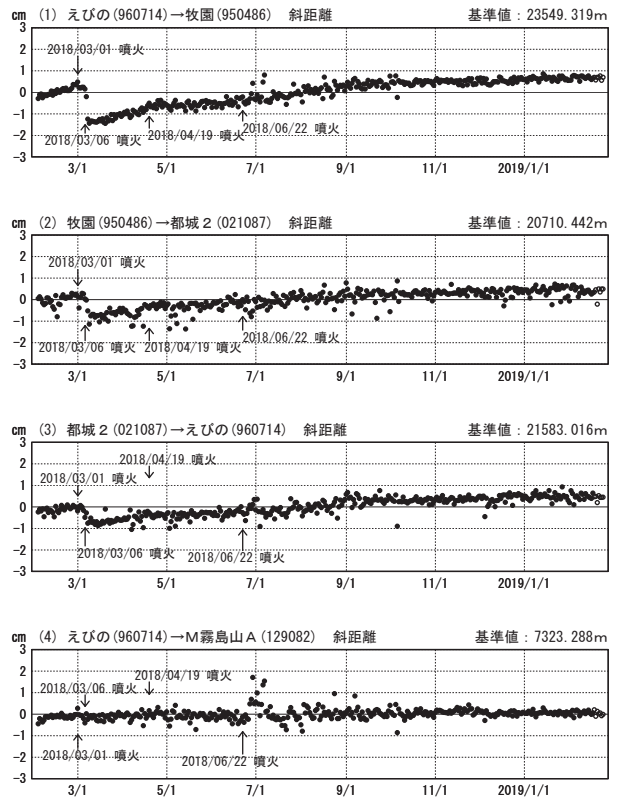 cm (1) えびの(960714)→牧園(950486) 斜距離 基準値：23549.319m
3
2
1
0
-1
-2
-3
2018/03/01 噴火
2018/03/06 噴火
2018/04/19 噴火
2018/06/22 噴火
3/1 5/1 7/1 9/1 11/1 2019/1/1
cm (2) 牧園(950486)→都城２(021087) 斜距離 基準値：20710.442m
3
2
1
0
-1
-2
-3
2018/03/01 噴火
2018/03/06 噴火
2018/04/19 噴火
2018/06/22 噴火
3/1 5/1 7/1 9/1 11/1 2019/1/1
cm (3) 都城２(021087)→えびの(960714) 斜距離 基準値：21583.016m
3
2
1
0
-1
-2
-3
2018/04/19 噴火
2018/03/01 噴火
2018/03/06 噴火
2018/06/22 噴火
3/1 5/1 7/1 9/1 11/1 2019/1/1
cm (4) えびの(960714)→Ｍ霧島山Ａ(129082) 斜距離 基準値：7323.288m
3
2
1
0
-1
-2
-3
2018/04/19 噴火
2018/03/06 噴火
2018/03/01 噴火
2018/06/22 噴火
3/1 5/1 7/1 9/1 11/1 2019/1/1